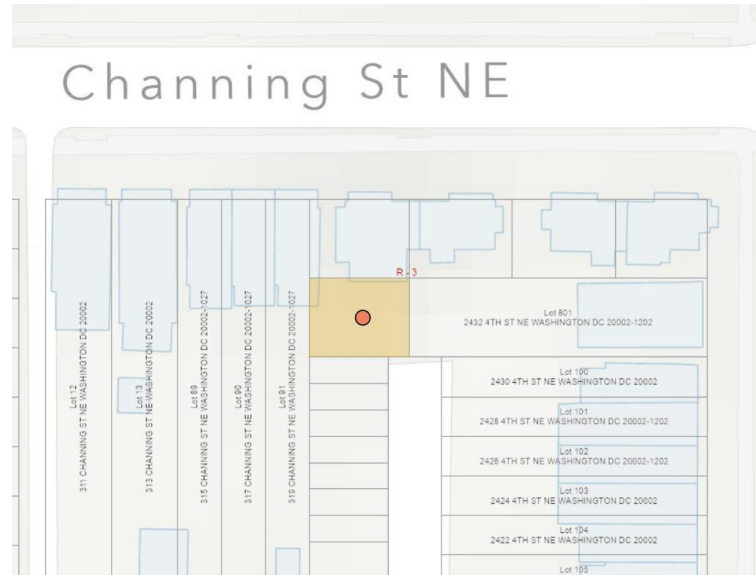 Channing St NE
R - 3
Lot 12
311 CHANNING ST NE WASHINGTON DC 20002
Lot 13
313 CHANNING ST NE WASHINGTON DC 20002
Lot 89
315 CHANNING ST NE WASHINGTON DC 20002-1027
Lot 90
317 CHANNING ST NE WASHINGTON DC 20002-1027
Lot 91
319 CHANNING ST NE WASHINGTON DC 20002-1027
Lot 801
2432 4TH ST NE WASHINGTON DC 20002-1202
Lot 100
2430 4TH ST NE WASHINGTON DC 20002
Lot 101
2428 4TH ST NE WASHINGTON DC 20002-1202
Lot 102
2426 4TH ST NE WASHINGTON DC 20002-1202
Lot 103
2424 4TH ST NE WASHINGTON DC 20002
Lot 104
2422 4TH ST NE WASHINGTON DC 20002
Lot 105